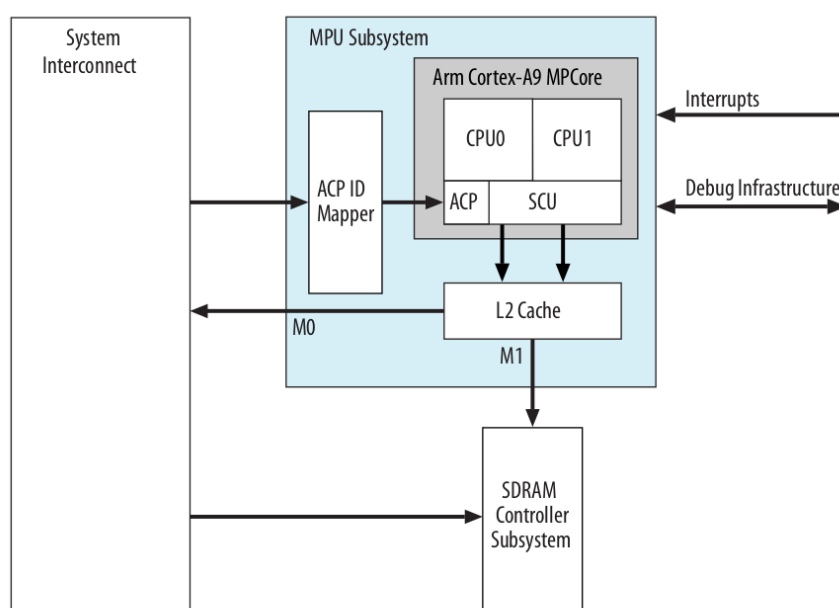 System
Interconnect
MPU Subsystem
Arm Cortex-A9 MPCore
CPU0
CPU1
ACP
SCU
ACP ID
Mapper
Interrupts
Debug Infrastructure
L2 Cache
M0
M1
SDRAM
Controller
Subsystem